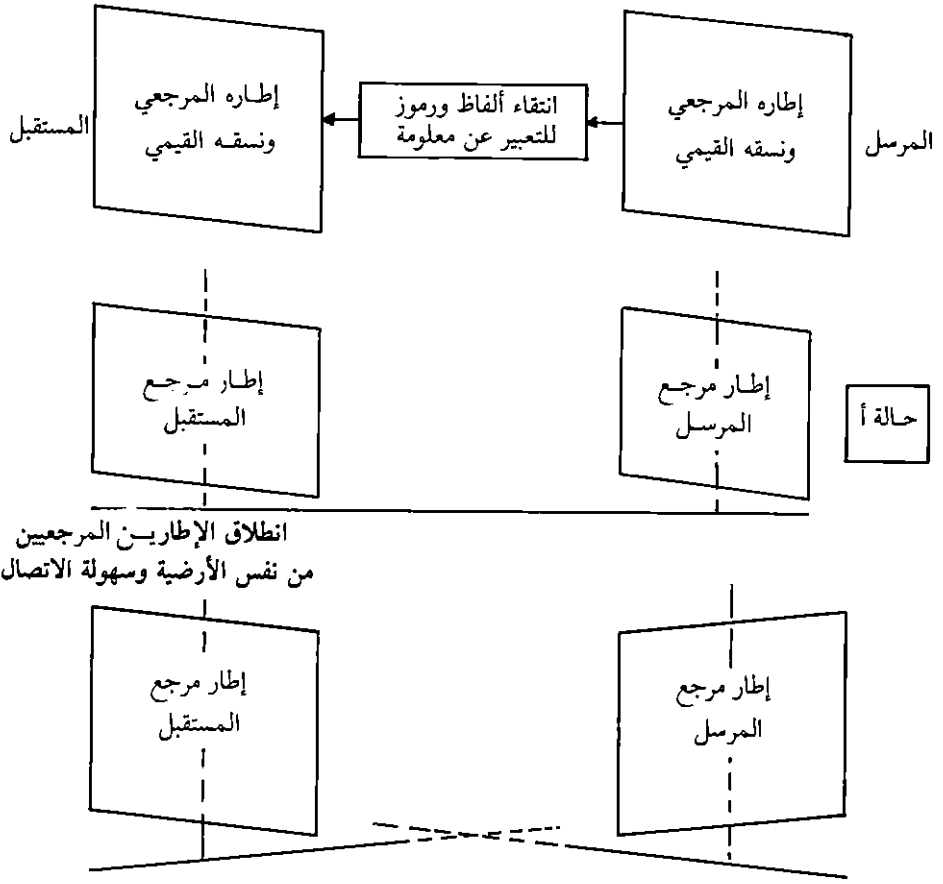 المرسل
إطاره المرجعي
ونسقه القيمي
انتقاء ألفاظ ورموز
للتعبير عن معلومة
إطاره المرجعي
ونسقه القيمي
المستقبل
حالة أ
إطار مرجع
المرسل
إطار مرجع
المستقبل
انطلاق الإطارين المرجعيين
من نفس الأرضية وسهولة الاتصال
إطار مرجع
المرسل
إطار مرجع
المستقبل